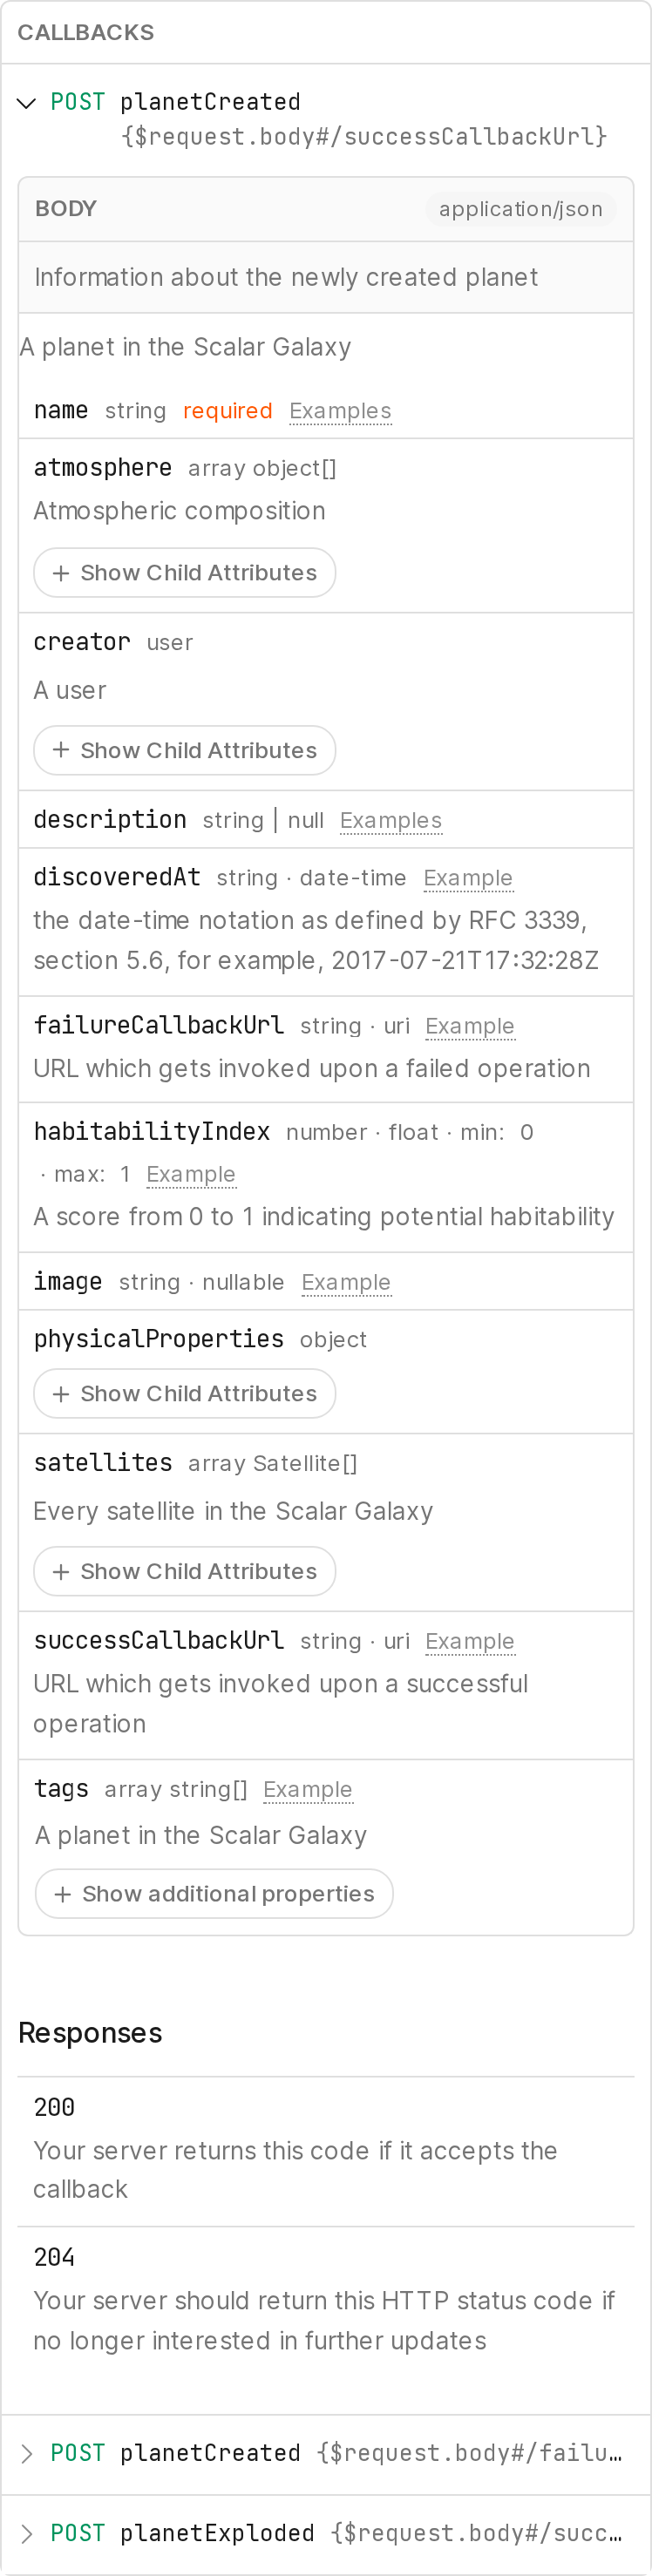 CALLBACKS
POST planetCreated
{$request.body#/successCallbackUrl}
BODY application/json
Information about the newly created planet
A planet in the Scalar Galaxy
name string required Examples
atmosphere array object[]
Atmospheric composition
+ Show Child Attributes
creator user
A user
+ Show Child Attributes
description string | null Examples
discoveredAt string · date-time Example
the date-time notation as defined by RFC 3339,
section 5.6, for example, 2017-07-21T17:32:28Z
failureCallbackUrl string · uri Example
URL which gets invoked upon a failed operation
habitabilityIndex number · float · min: 0
· max: 1 Example
A score from 0 to 1 indicating potential habitability
image string · nullable Example
physicalProperties object
+ Show Child Attributes
satellites array Satellite[]
Every satellite in the Scalar Galaxy
+ Show Child Attributes
successCallbackUrl string · uri Example
URL which gets invoked upon a successful
operation
tags array string[] Example
A planet in the Scalar Galaxy
+ Show additional properties
Responses
200
Your server returns this code if it accepts the
callback
204
Your server should return this HTTP status code if
no longer interested in further updates
POST planetCreated {$request.body#/failu…
POST planetExploded {$request.body#/succ…